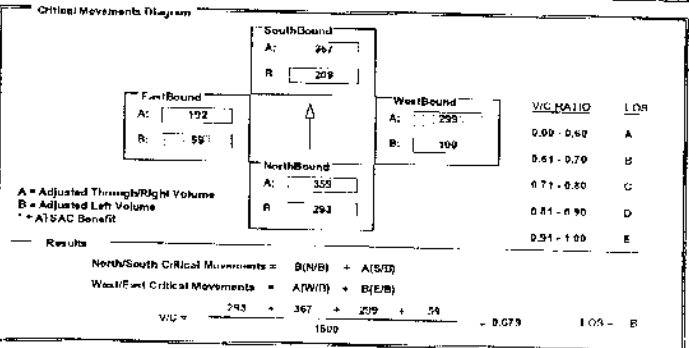 Critical Movements Diagram
SouthBound
A: 367
B: 209
EastBound
A: 192
B: 59
WestBound
A: 299
B: 100
NorthBound
A: 359
B: 293
V/C RATIO LOS
0.00 - 0.60 A
0.61 - 0.70 B
0.71 - 0.80 C
0.81 - 0.90 D
0.91 - 1.00 E
A = Adjusted Through/Right Volume
B = Adjusted Left Volume
* = ATSAC Benefit
Results
North/South Critical Movements = B(N/B) + A(S/B)
West/East Critical Movements = A(W/B) + B(E/B)
V/C = 293 + 367 + 299 + 59
1500
= 0.679 LOS = B